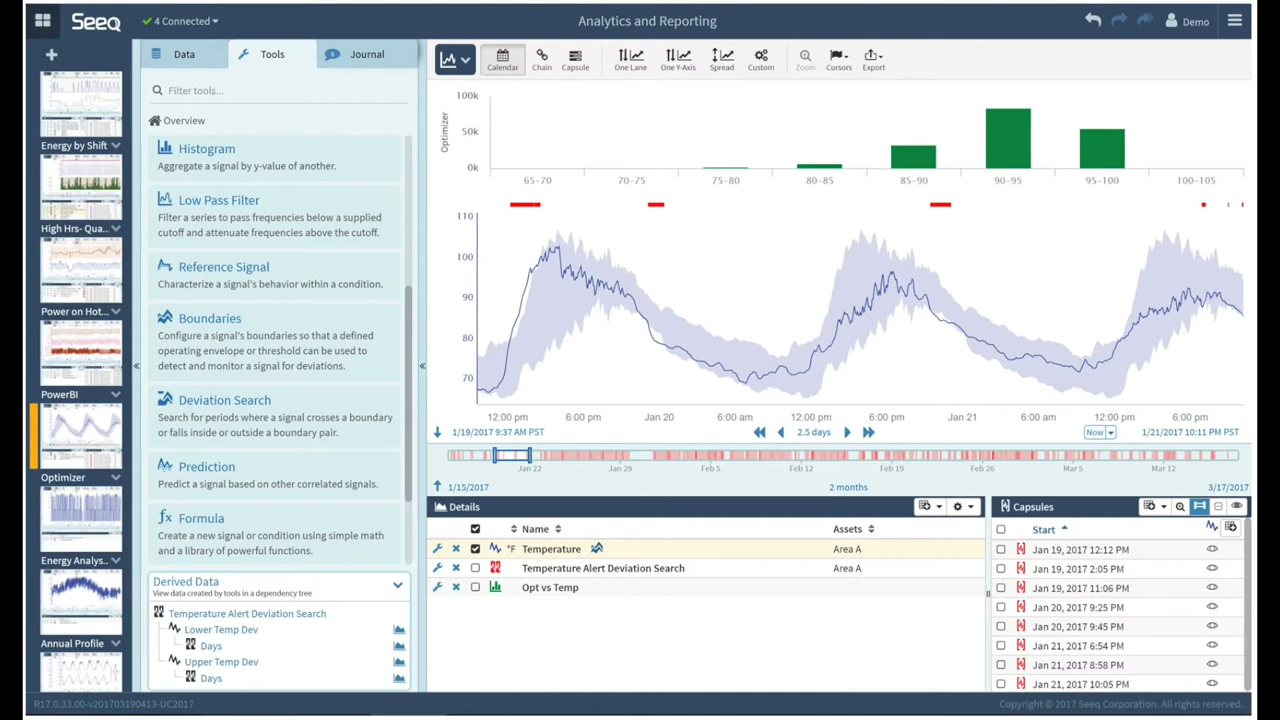 Seeq
4 Connected
Analytics and Reporting
Demo
Energy by Shift
High Hrs- Qua...
Power on Hot...
PowerBI
Optimizer
Energy Analys...
Annual Profile
Data
Tools
Journal
Filter tools...
Overview
Histogram
Aggregate a signal by y-value of another.
Low Pass Filter
Filter a series to pass frequencies below a supplied
cutoff and attenuate frequencies above the cutoff.
Reference Signal
Characterize a signal's behavior within a condition.
Boundaries
Configure a signal's boundaries so that a defined
operating envelope or threshold can be used to
detect and monitor a signal for deviations.
Deviation Search
Search for periods where a signal crosses a boundary
or falls inside or outside a boundary pair.
Prediction
Predict a signal based on other correlated signals.
fx Formula
Create a new signal or condition using simple math
and a library of powerful functions.
Derived Data
View data created by tools in a dependency tree
Temperature Alert Deviation Search
Lower Temp Dev
Days
Upper Temp Dev
Days
Calendar Chain Capsule One Lane One Y-Axis Spread Custom Zoom Cursors Export
Optimizer
100k
50k
0k
65-70 70-75 75-80 80-85 85-90 90-95 95-100 100-105
110
100
90
80
70
12:00 pm 6:00 pm Jan 20 6:00 am 12:00 pm 6:00 pm Jan 21 6:00 am 12:00 pm 6:00 pm
1/19/2017 9:37 AM PST 2.5 days Now 1/21/2017 10:11 PM PST
Jan 22 Jan 29 Feb 5 Feb 12 Feb 19 Feb 26 Mar 5 Mar 12
1/15/2017 2 months 3/17/2017
Details
Name Assets
°F Temperature Area A
Temperature Alert Deviation Search Area A
Opt vs Temp
Capsules
Start
Jan 19, 2017 12:12 PM
Jan 19, 2017 2:05 PM
Jan 19, 2017 11:06 PM
Jan 20, 2017 9:25 PM
Jan 20, 2017 9:45 PM
Jan 21, 2017 6:54 PM
Jan 21, 2017 8:58 PM
Jan 21, 2017 10:05 PM
R17.0.33.00-v201703190413-UC2017
Copyright © 2017 Seeq Corporation. All rights reserved.